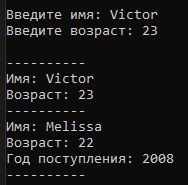 Введите имя: Victor
Введите возраст: 23
----------
Имя: Victor
Возраст: 23
----------
Имя: Melissa
Возраст: 22
Год поступления: 2008
----------